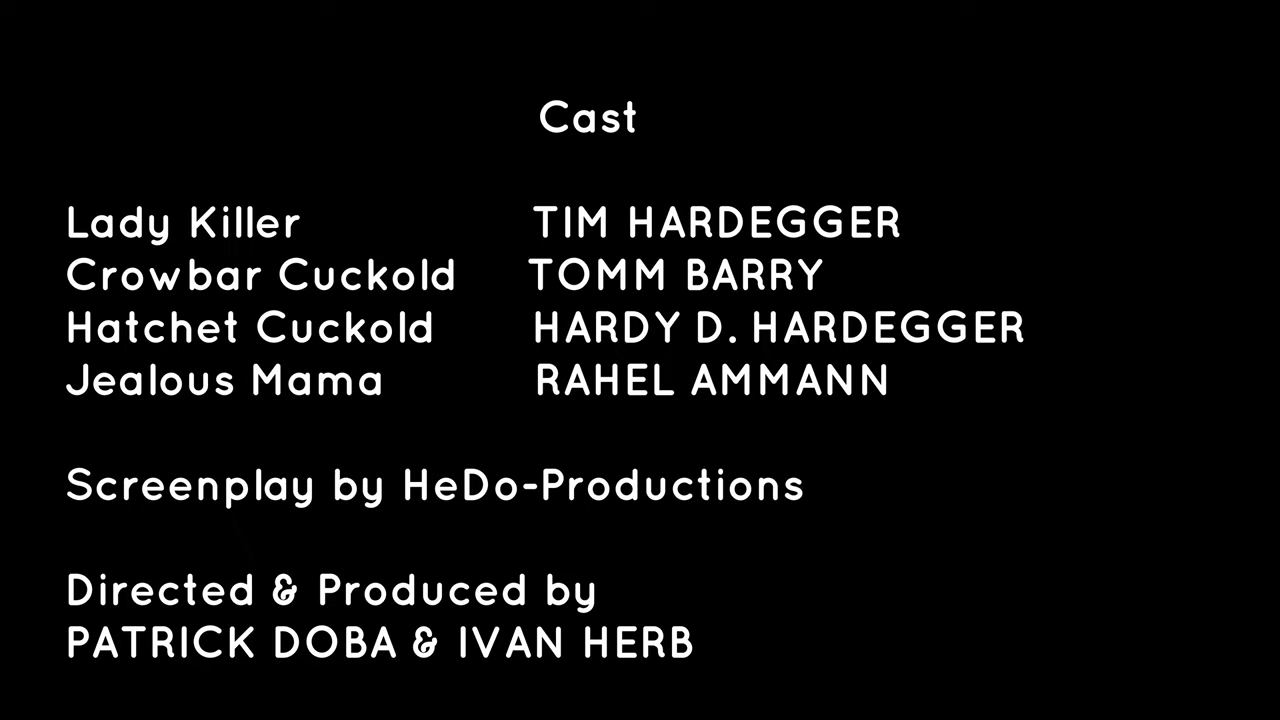 Cast
Lady Killer TIM HARDEGGER
Crowbar Cuckold TOMM BARRY
Hatchet Cuckold HARDY D. HARDEGGER
Jealous Mama RAHEL AMMANN
Screenplay by HeDo-Productions
Directed & Produced by
PATRICK DOBA & IVAN HERB